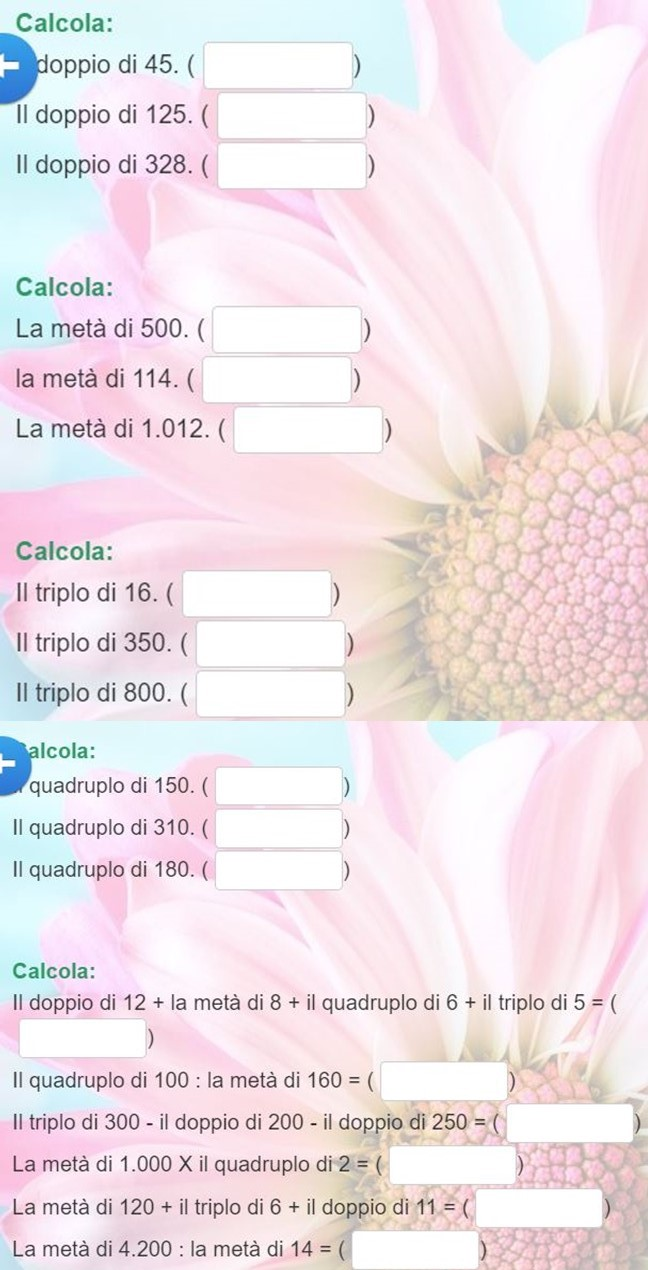 Calcola:
doppio di 45. ( )
Il doppio di 125. ( )
Il doppio di 328. ( )
Calcola:
La metà di 500. ( )
la metà di 114. ( )
La metà di 1.012. ( )
Calcola:
Il triplo di 16. ( )
Il triplo di 350. ( )
Il triplo di 800. ( )
alcola:
quadruplo di 150. ( )
Il quadruplo di 310. ( )
Il quadruplo di 180. ( )
Calcola:
Il doppio di 12 + la metà di 8 + il quadruplo di 6 + il triplo di 5 = (
)
Il quadruplo di 100 : la metà di 160 = ( )
Il triplo di 300 - il doppio di 200 - il doppio di 250 = ( )
La metà di 1.000 X il quadruplo di 2 = ( )
La metà di 120 + il triplo di 6 + il doppio di 11 = ( )
La metà di 4.200 : la metà di 14 = ( )